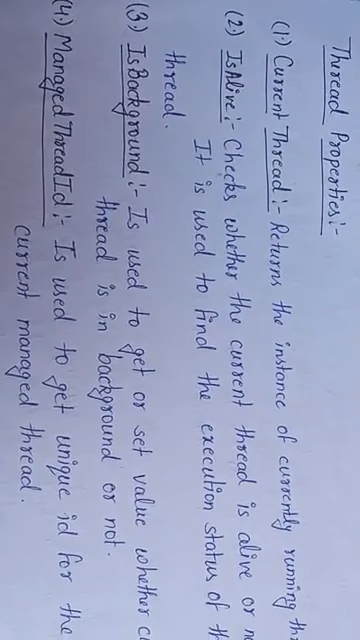 Thread Properties:-
(1.) Current Thread:- Returns the instance of currently running
(2.) IsAlive:- Checks whether the current thread is alive or
It is used to find the execution status of
thread.
(3.) IsBackground:- Is used to get or set value whether
thread is in background or not.
(4.) ManagedThreadId:- Is used to get unique id for the
current managed thread.